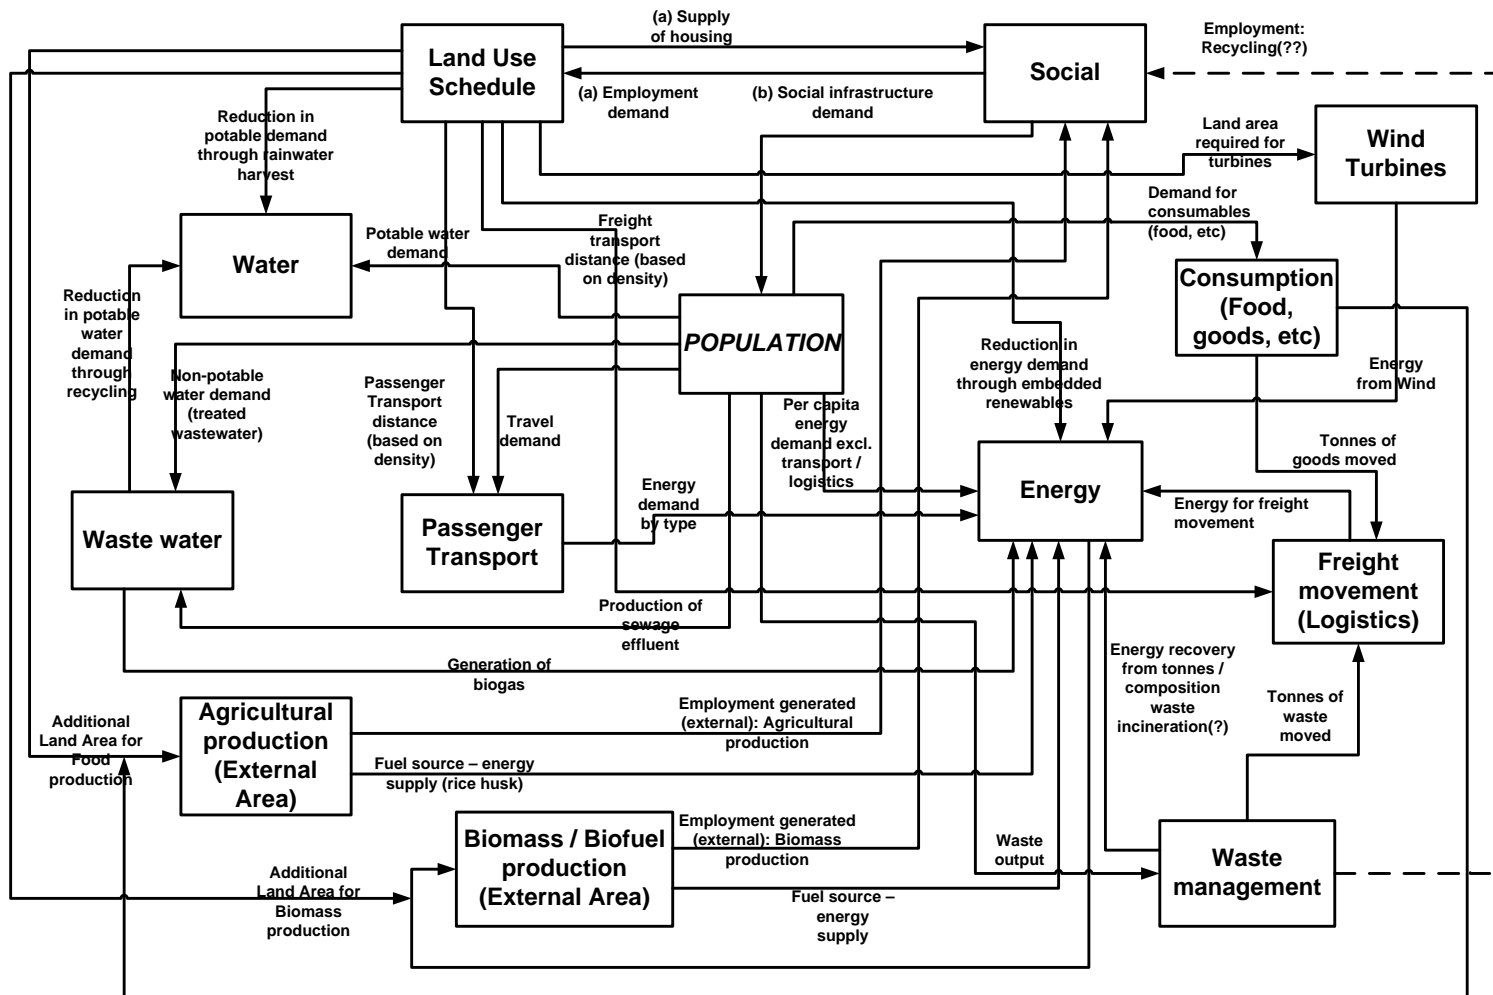 (a) Supply
of housing
Employment:
Recycling(??)
Land Use
Schedule
Social
(a) Employment
demand
(b) Social infrastructure
demand
Reduction in
potable demand
through rainwater
harvest
Land area
required for
turbines
Wind
Turbines
Demand for
consumables
(food, etc)
Freight
transport
distance (based
on density)
Potable water
demand
Water
Consumption
(Food,
goods, etc)
Reduction
in potable
water
demand
through
recycling
POPULATION
Reduction in
energy demand
through embedded
renewables
Energy
from Wind
Non-potable
water demand
(treated
wastewater)
Passenger
Transport
distance
(based on
density)
Travel
demand
Per capita
energy
demand excl.
transport /
logistics
Tonnes of
goods moved
Energy
demand
by type
Energy
Energy for freight
movement
Waste water
Passenger
Transport
Freight
movement
(Logistics)
Production of
sewage
effluent
Generation of
biogas
Energy recovery
from tonnes /
composition
waste
incineration(?)
Tonnes of
waste
moved
Additional
Land Area for
Food
production
Agricultural
production
(External
Area)
Employment generated
(external): Agricultural
production
Fuel source – energy
supply (rice husk)
Biomass / Biofuel
production
(External Area)
Employment generated
(external): Biomass
production
Waste
output
Waste
management
Additional
Land Area for
Biomass
production
Fuel source –
energy
supply